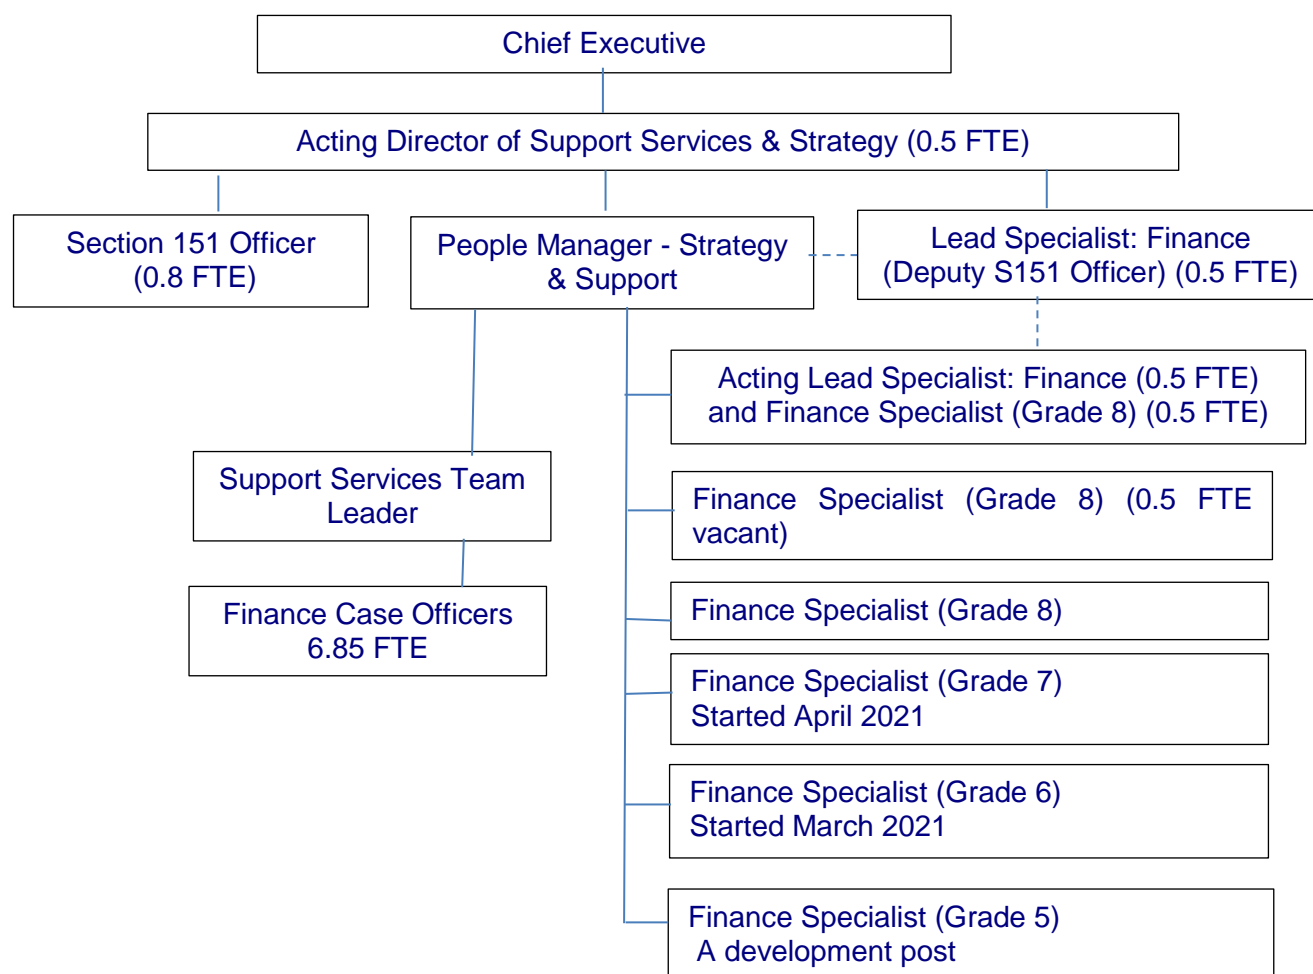 Chief Executive
Acting Director of Support Services & Strategy (0.5 FTE)
Section 151 Officer
(0.8 FTE)
People Manager - Strategy
& Support
Lead Specialist: Finance
(Deputy S151 Officer) (0.5 FTE)
Acting Lead Specialist: Finance (0.5 FTE)
and Finance Specialist (Grade 8) (0.5 FTE)
Support Services Team
Leader
Finance Specialist (Grade 8) (0.5 FTE
vacant)
Finance Case Officers
6.85 FTE
Finance Specialist (Grade 8)
Finance Specialist (Grade 7)
Started April 2021
Finance Specialist (Grade 6)
Started March 2021
Finance Specialist (Grade 5)
A development post